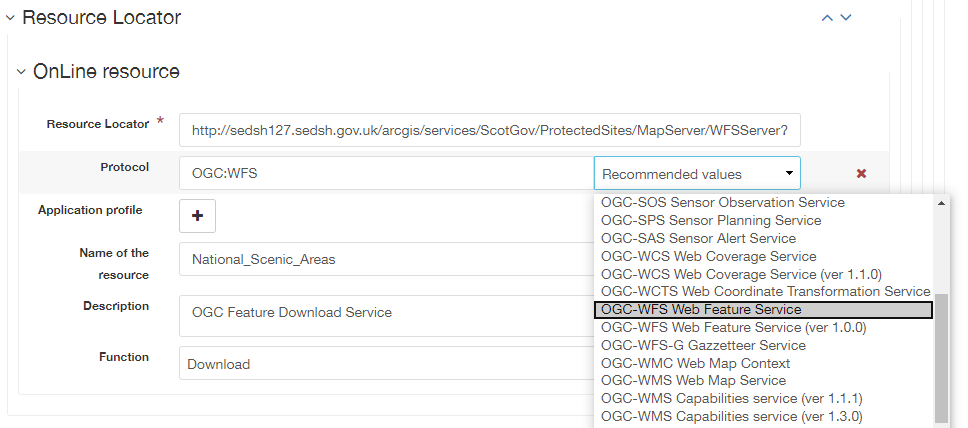 Resource Locator
OnLine resource
Resource Locator *
http://sedsh127.sedsh.gov.uk/arcgis/services/ScotGov/ProtectedSites/MapServer/WFSServer?
Protocol
OGC:WFS
Recommended values
Application profile
Name of the
resource
National_Scenic_Areas
Description
OGC Feature Download Service
Function
Download
OGC-SOS Sensor Observation Service
OGC-SPS Sensor Planning Service
OGC-SAS Sensor Alert Service
OGC-WCS Web Coverage Service
OGC-WCS Web Coverage Service (ver 1.1.0)
OGC-WCTS Web Coordinate Transformation Service
OGC-WFS Web Feature Service
OGC-WFS Web Feature Service (ver 1.0.0)
OGC-WFS-G Gazzetteer Service
OGC-WMC Web Map Context
OGC-WMS Web Map Service
OGC-WMS Capabilities service (ver 1.1.1)
OGC-WMS Capabilities service (ver 1.3.0)